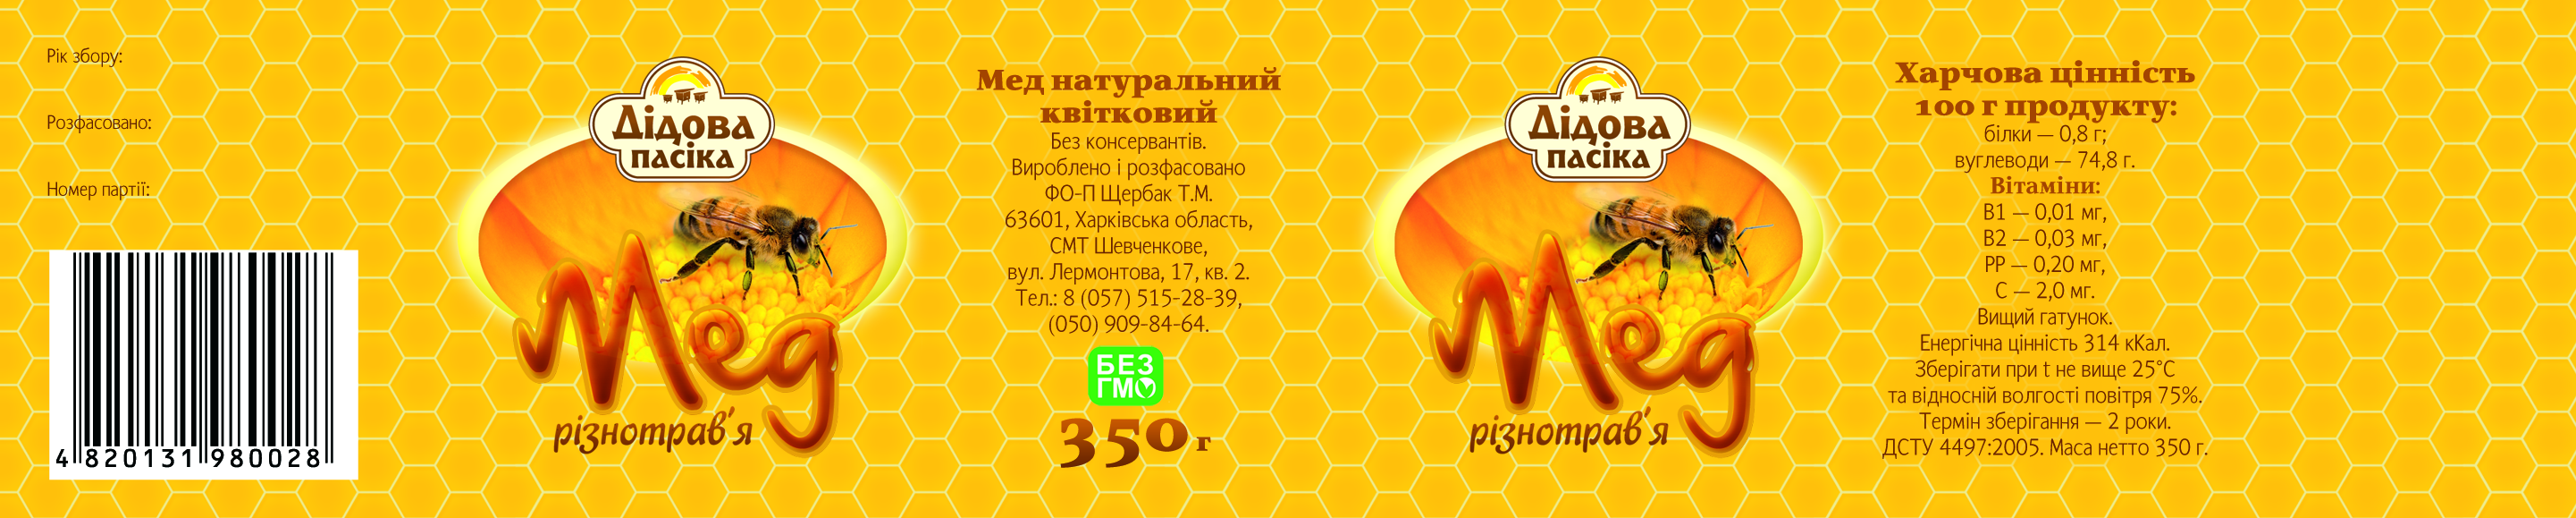 Рік збору:
Розфасовано:
Номер партії:
4 820131 980028
Дідова
пасіка
Мед
різнотрав'я
Мед натуральний
квітковий
Без консервантів.
Вироблено і розфасовано
ФО-П Щербак Т.М.
63601, Харківська область,
СМТ Шевченкове,
вул. Лермонтова, 17, кв. 2.
Тел.: 8 (057) 515-28-39,
(050) 909-84-64.
БЕЗ
ГМО
350 г
Дідова
пасіка
Мед
різнотрав'я
Харчова цінність
100 г продукту:
білки — 0,8 г;
вуглеводи — 74,8 г.
Вітаміни:
В1 — 0,01 мг,
В2 — 0,03 мг,
РР — 0,20 мг,
С — 2,0 мг.
Вищий гатунок.
Енергічна цінність 314 кКал.
Зберігати при t не вище 25°С
та відносній волгості повітря 75%.
Термін зберігання — 2 роки.
ДСТУ 4497:2005. Маса нетто 350 г.